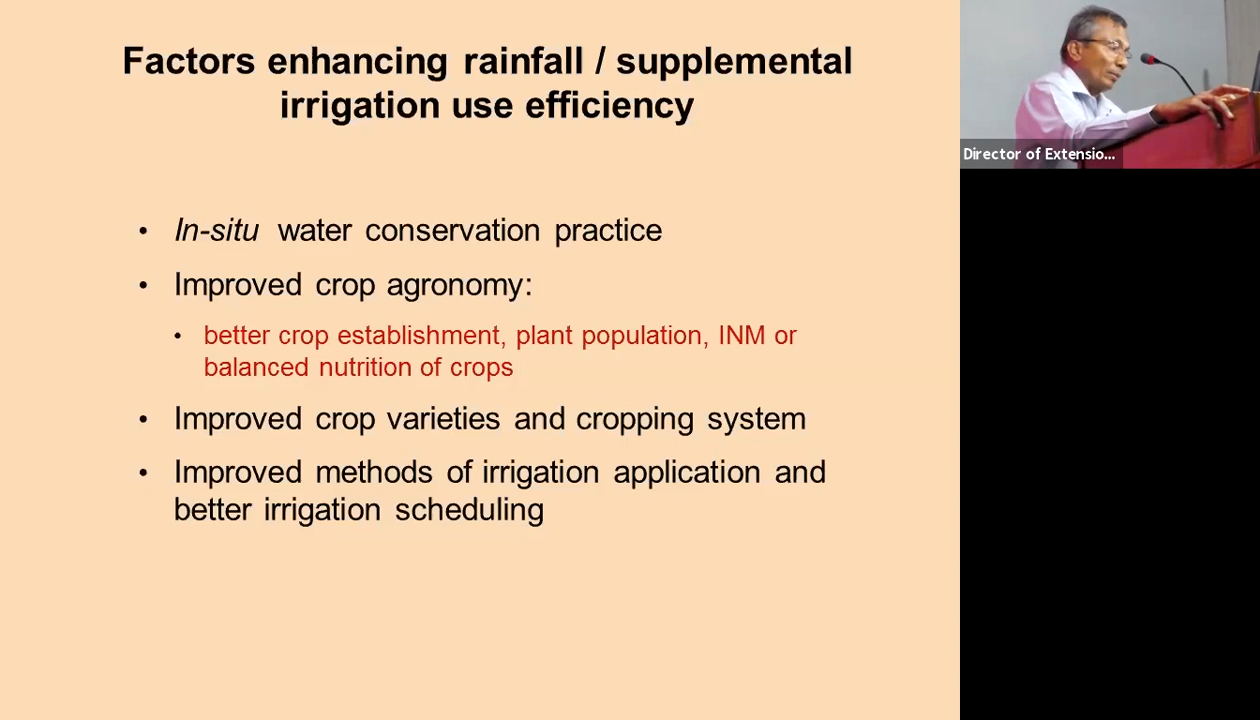 Factors enhancing rainfall / supplemental
irrigation use efficiency
• In-situ water conservation practice
• Improved crop agronomy:
• better crop establishment, plant population, INM or
balanced nutrition of crops
• Improved crop varieties and cropping system
• Improved methods of irrigation application and
better irrigation scheduling
Director of Extensio...